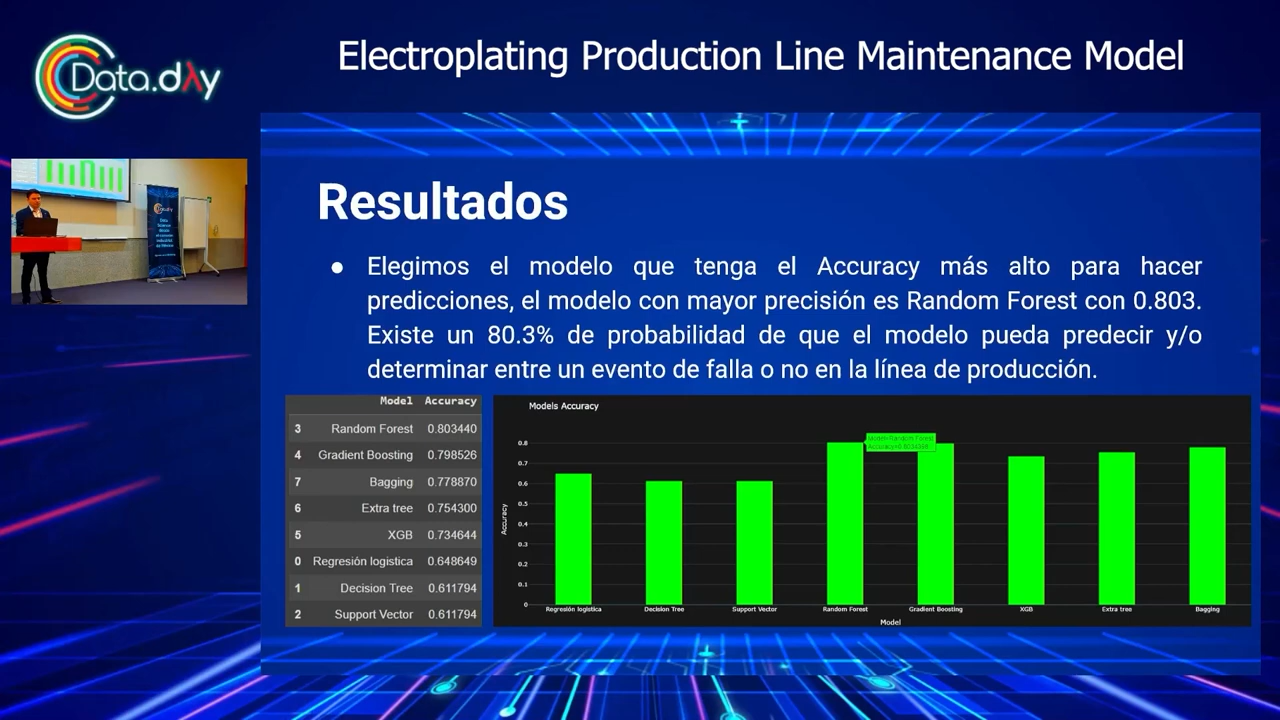 Data.day
Electroplating Production Line Maintenance Model
Resultados
● Elegimos el modelo que tenga el Accuracy más alto para hacer
predicciones, el modelo con mayor precisión es Random Forest con 0.803.
Existe un 80.3% de probabilidad de que el modelo pueda predecir y/o
determinar entre un evento de falla o no en la línea de producción.
Model Accuracy
3 Random Forest 0.803440
4 Gradient Boosting 0.798526
7 Bagging 0.778870
6 Extra tree 0.754300
5 XGB 0.734644
0 Regresión logistica 0.648649
1 Decision Tree 0.611794
2 Support Vector 0.611794
Models Accuracy
Model=Random Forest
0.8
0.7
0.6
0.5
0.4
0.3
0.2
0.1
0
Accuracy
Regresión logistica Decision Tree Support Vector Random Forest Gradient Boosting XGB Extra tree Bagging
Model